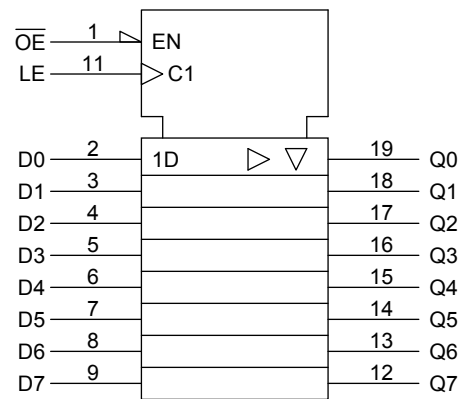 O̅E̅ 1 EN
LE 11 C1
D0 2 1D 19 Q0
D1 3 18 Q1
D2 4 17 Q2
D3 5 16 Q3
D4 6 15 Q4
D5 7 14 Q5
D6 8 13 Q6
D7 9 12 Q7